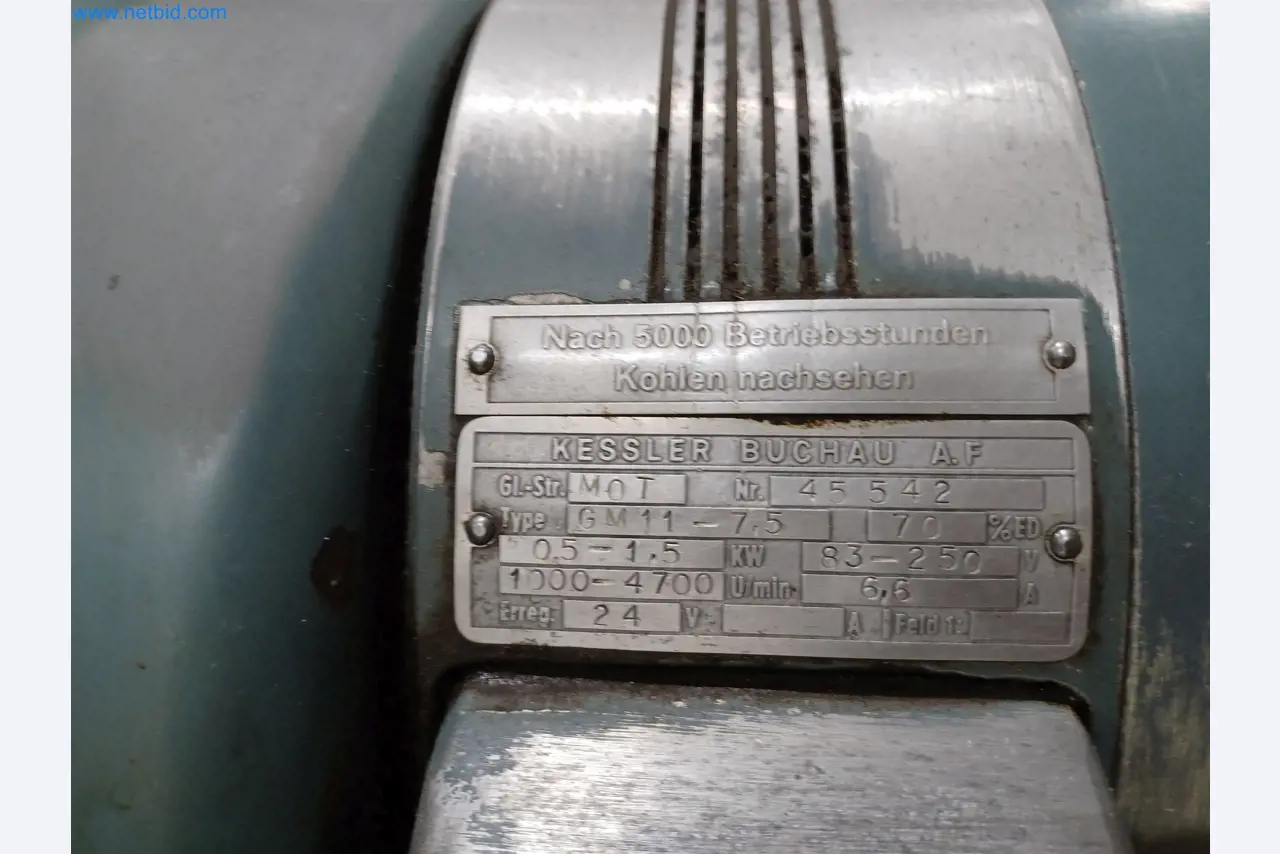 www.netbid.com
Nach 5000 Betriebsstunden
Kohlen nachsehen
KESSLER BUCHAU A.F
Gl.-Str. MOT Nr. 45542
Type GM11-7,5 70 %ED
0,5-1,5 KW 83-250 V
1000-4700 U/min. 6,6 A
Erreg. 24 V- A Feld 1: